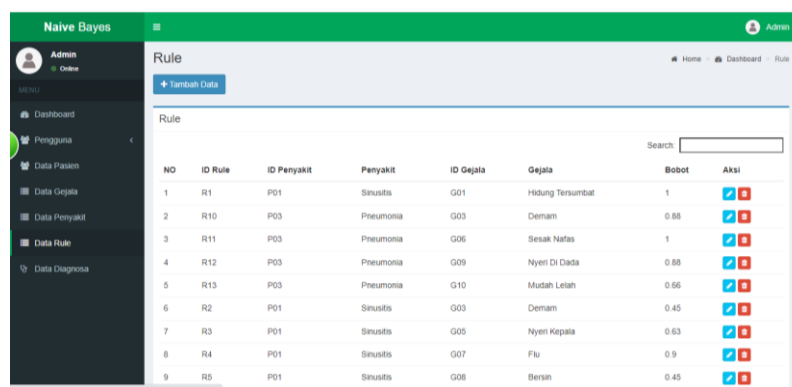 Naive Bayes
Admin
Admin
Online
MENU
Dashboard
Pengguna
Data Pasien
Data Gejala
Data Penyakit
Data Rule
Data Diagnosa
Rule
Home
Dashboard
Rule
Tambah Data
Rule
Search:
NO ID Rule ID Penyakit Penyakit ID Gejala Gejala Bobot Aksi
1 R1 P01 Sinusitis G01 Hidung Tersumbat 1
2 R10 P03 Pneumonia G03 Demam 0.88
3 R11 P03 Pneumonia G06 Sesak Nafas 1
4 R12 P03 Pneumonia G09 Nyeri Di Dada 0.88
5 R13 P03 Pneumonia G10 Mudah Lelah 0.66
6 R2 P01 Sinusitis G03 Demam 0.45
7 R3 P01 Sinusitis G05 Nyeri Kepala 0.63
8 R4 P01 Sinusitis G07 Flu 0.9
9 R5 P01 Sinusitis G08 Bersin 0.45